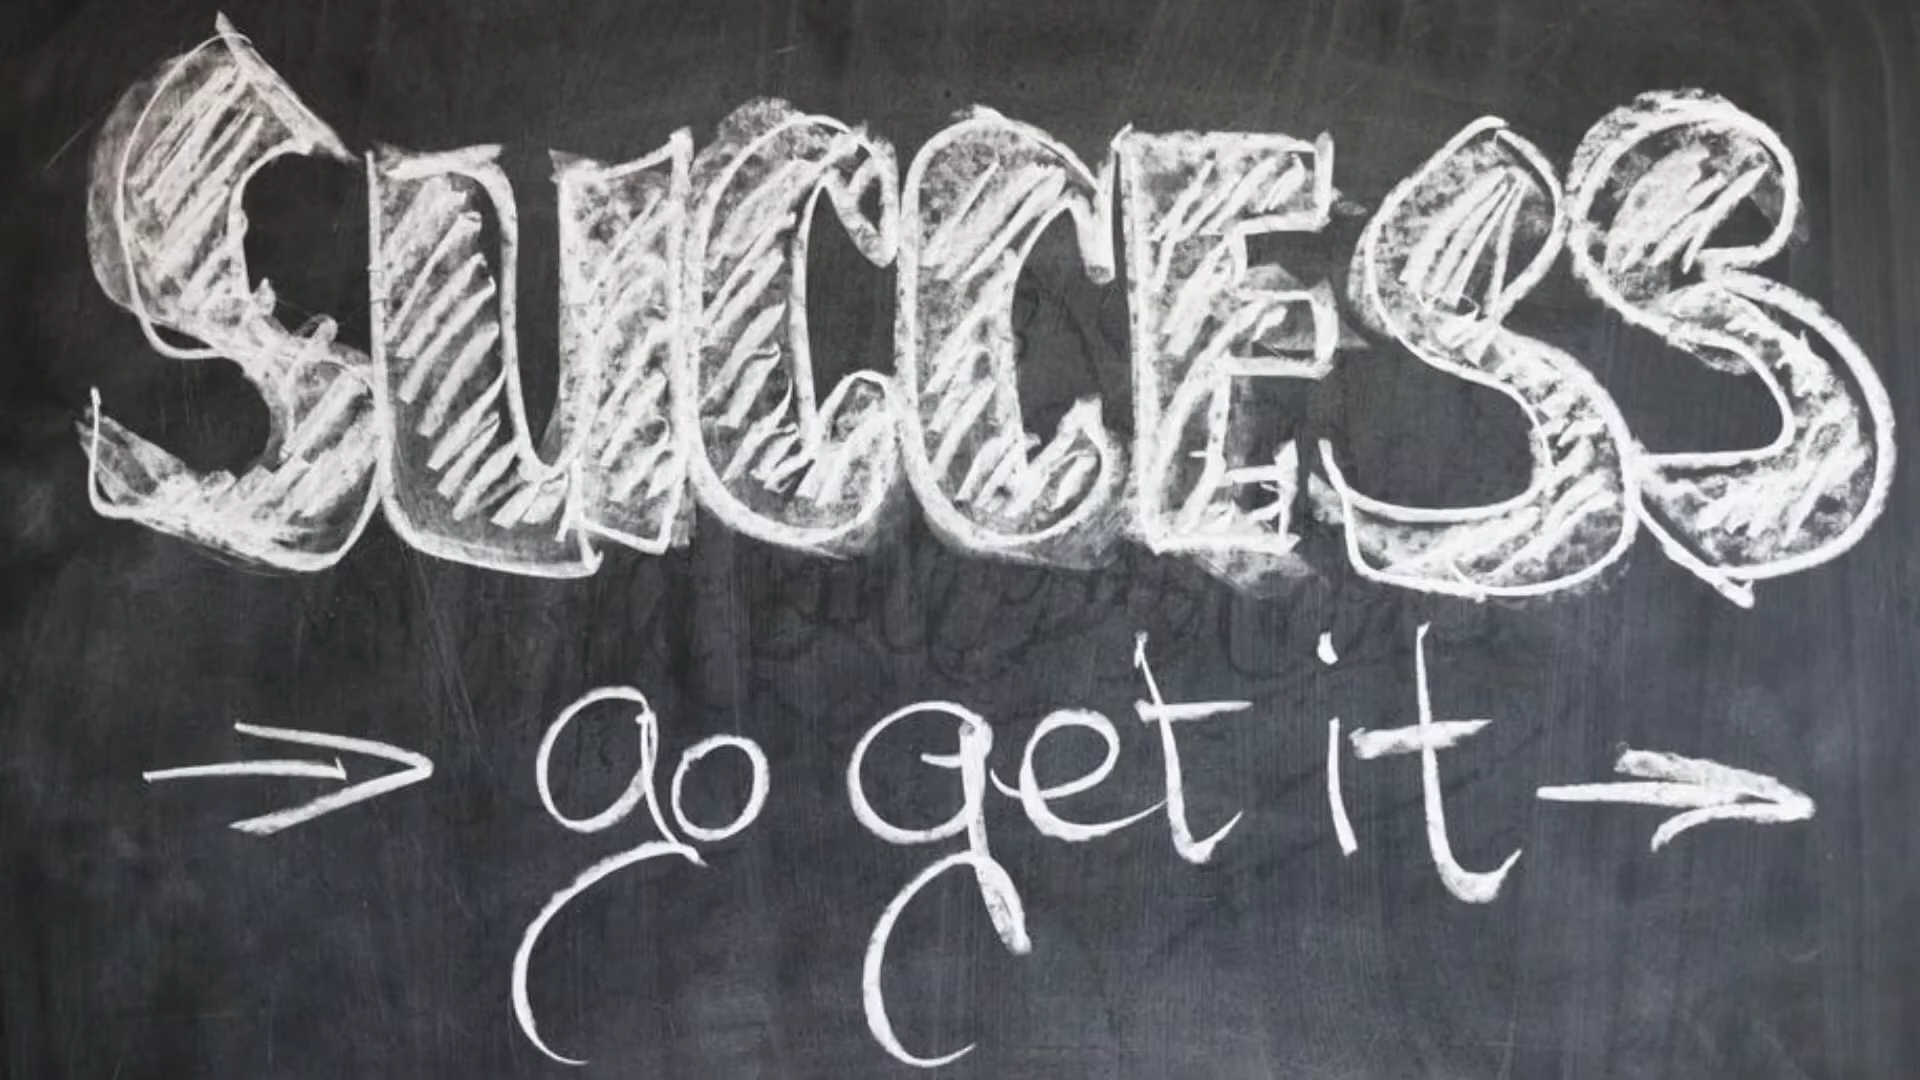 SUCCESS
→ go get it →